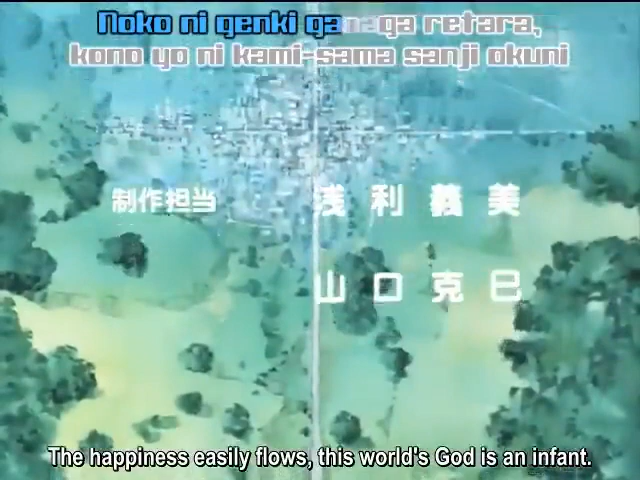 Noko ni genki ga naga retara,
kono yo ni kami-sama sanji okuni
制作担当 浅利義美
山口克巳
The happiness easily flows, this world's God is an infant.